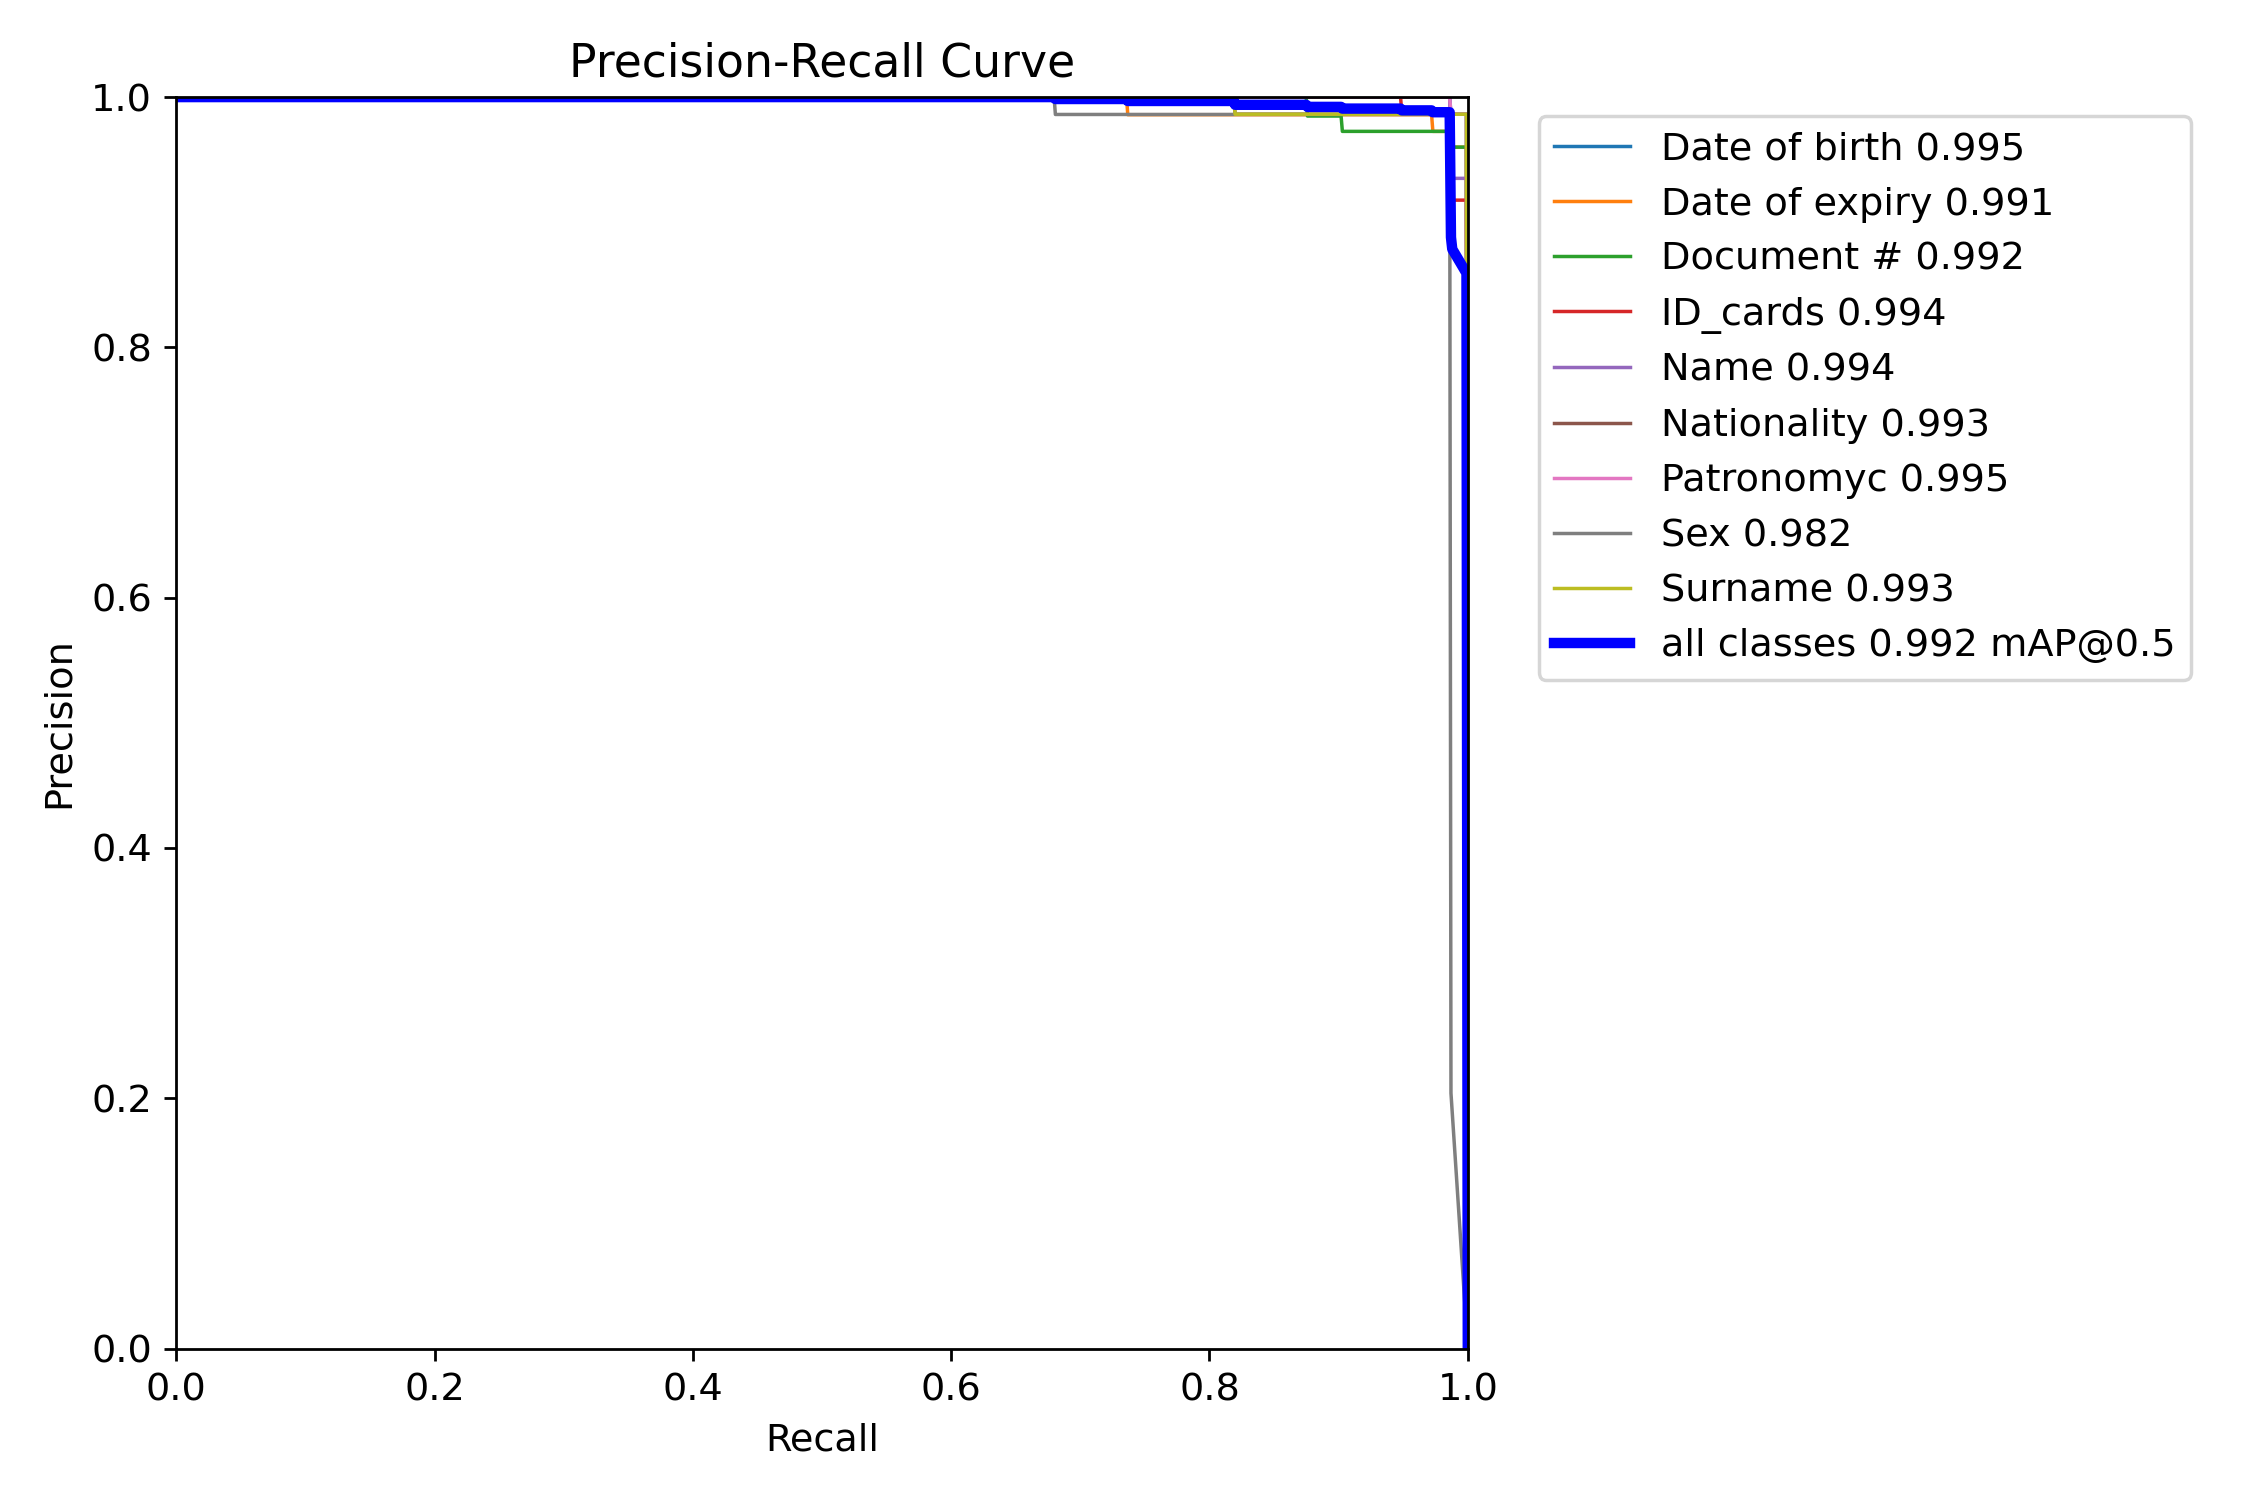 Precision-Recall Curve
1.0
0.8
0.6
0.4
0.2
0.0
Precision
0.0 0.2 0.4 0.6 0.8 1.0
Recall
Date of birth 0.995
Date of expiry 0.991
Document # 0.992
ID_cards 0.994
Name 0.994
Nationality 0.993
Patronomyc 0.995
Sex 0.982
Surname 0.993
all classes 0.992 mAP@0.5